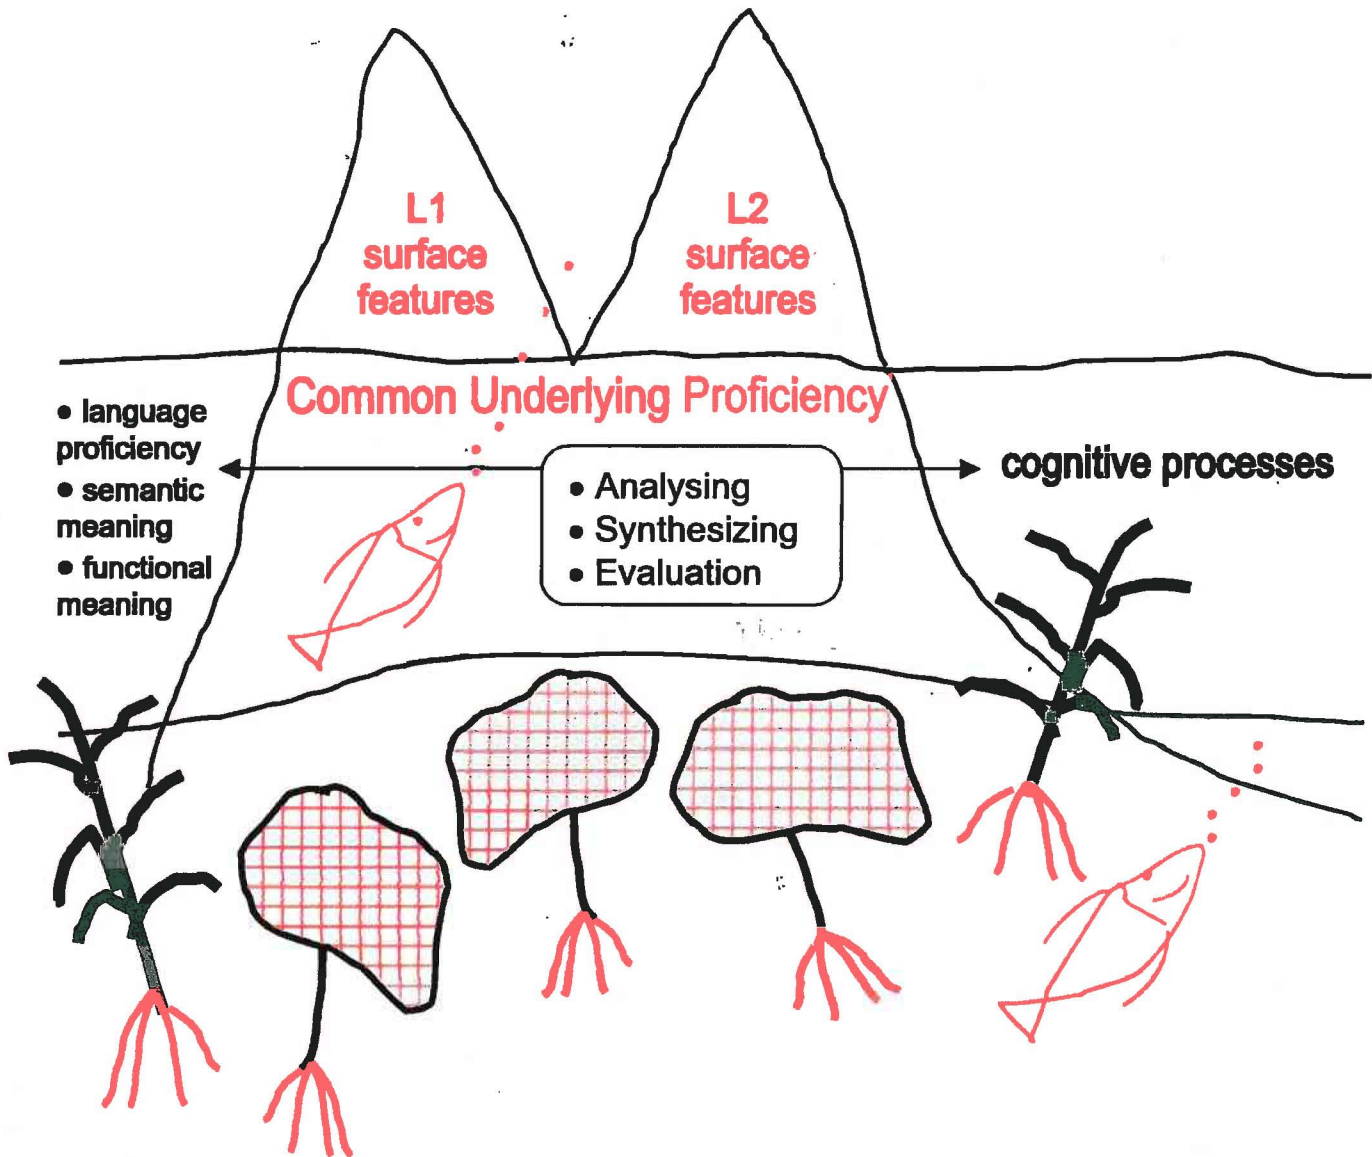 L1
surface
features
L2
surface
features
Common Underlying Proficiency
• language
proficiency
• semantic
meaning
• functional
meaning
• Analysing
• Synthesizing
• Evaluation
cognitive processes